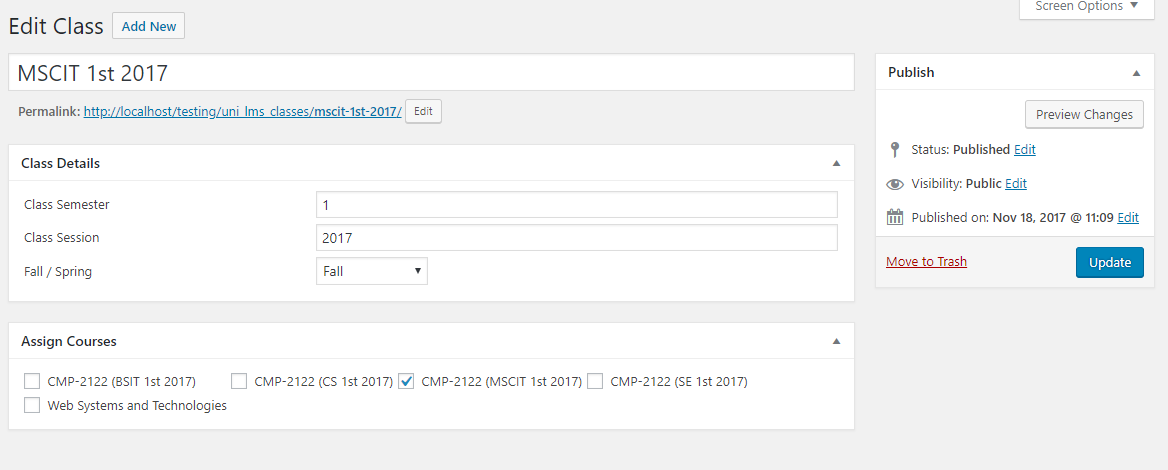 Screen Options
Edit Class Add New
MSCIT 1st 2017
Permalink: http://localhost/testing/uni_lms_classes/mscit-1st-2017/ Edit
Class Details
Class Semester 1
Class Session 2017
Fall / Spring Fall
Assign Courses
CMP-2122 (BSIT 1st 2017) CMP-2122 (CS 1st 2017) CMP-2122 (MSCIT 1st 2017) CMP-2122 (SE 1st 2017)
Web Systems and Technologies
Publish
Preview Changes
Status: Published Edit
Visibility: Public Edit
Published on: Nov 18, 2017 @ 11:09 Edit
Move to Trash Update